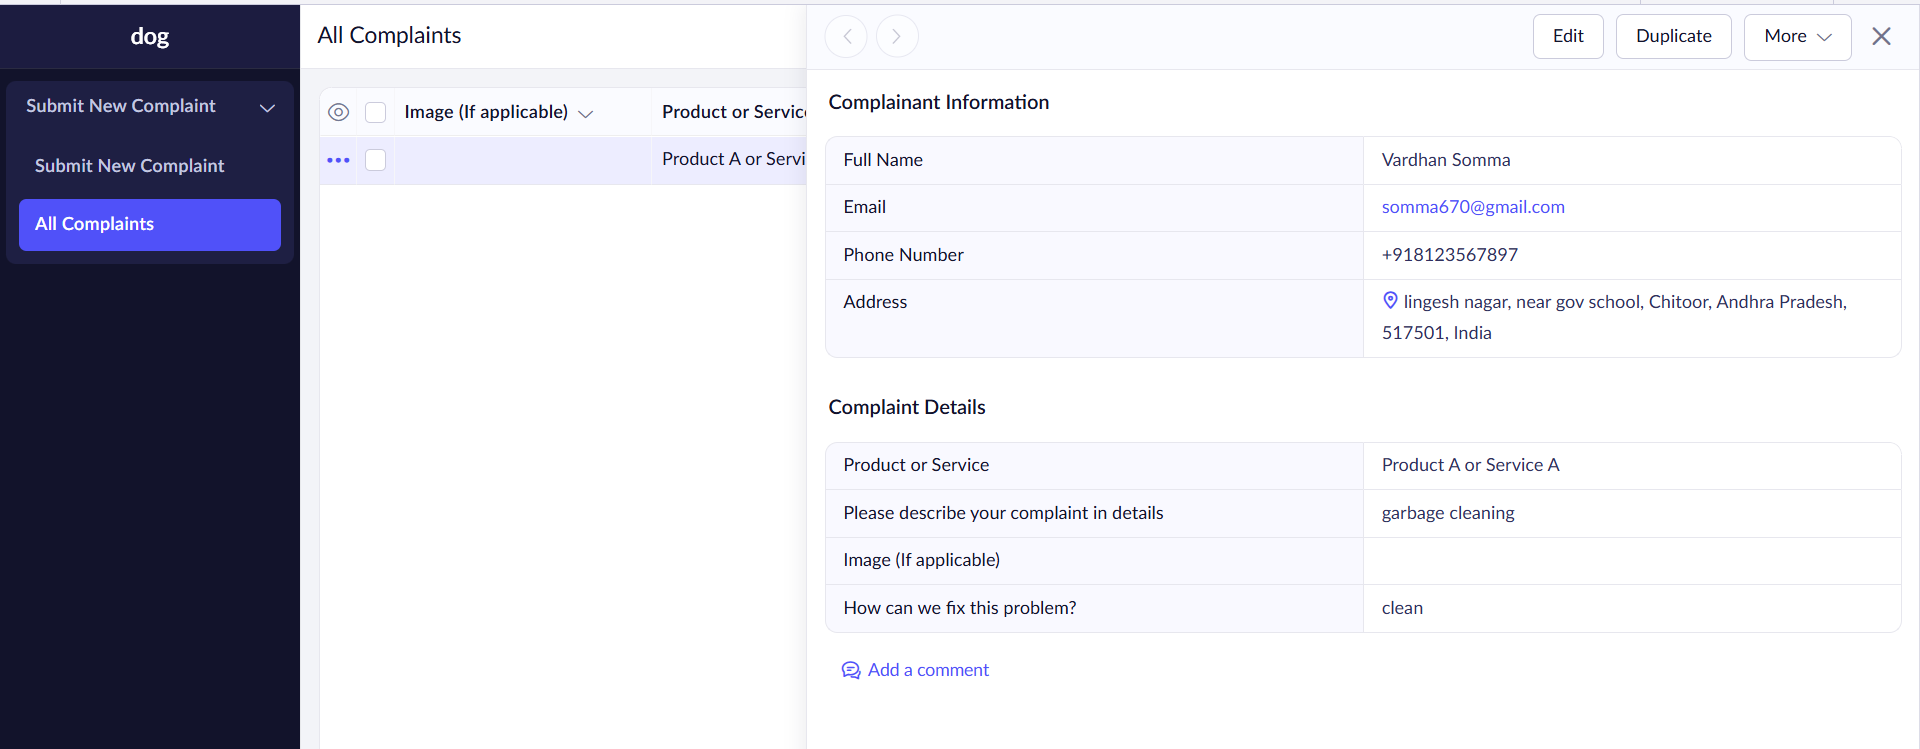 dog
Submit New Complaint
Submit New Complaint
All Complaints
All Complaints
Image (If applicable)
Product or Servic
Product A or Servi
Edit
Duplicate
More
Complainant Information
Full Name
Vardhan Somma
Email
somma670@gmail.com
Phone Number
+918123567897
Address
lingesh nagar, near gov school, Chitoor, Andhra Pradesh,
517501, India
Complaint Details
Product or Service
Product A or Service A
Please describe your complaint in details
garbage cleaning
Image (If applicable)
How can we fix this problem?
clean
Add a comment